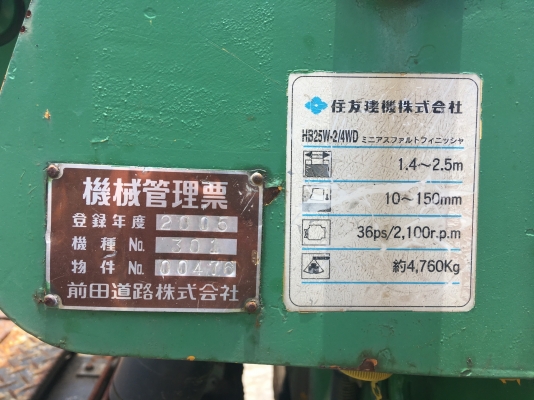 機械管理票
登録年度 2005
機種 No. 301
物件 No. 00476
前田道路株式会社
住友建機株式会社
HB25W-2/4WD ミニアスファルトフィニッシャ
1.4～2.5m
10～150mm
36ps/2,100r.p.m
約4,760Kg